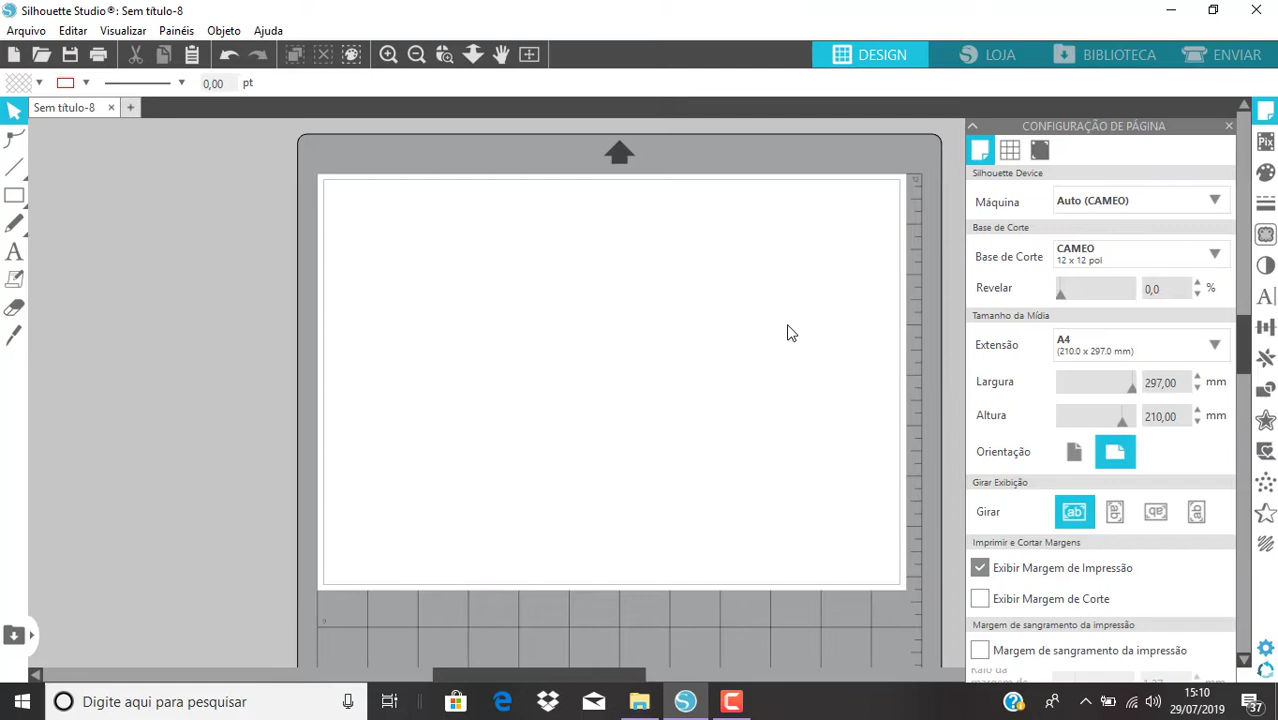 Silhouette Studio®: Sem título-8
Arquivo Editar Visualizar Painéis Objeto Ajuda
DESIGN LOJA BIBLIOTECA ENVIAR
0,00 pt
Sem título-8
CONFIGURAÇÃO DE PÁGINA
Silhouette Device
Máquina Auto (CAMEO)
Base de Corte
CAMEO
Base de Corte
12 x 12 pol
Revelar 0,0 %
Tamanho da Mídia
A4
Extensão
(210.0 x 297.0 mm)
Largura 297,00 mm
Altura 210,00 mm
Orientação
Girar Exibição
Girar
Imprimir e Cortar Margens
Exibir Margem de Impressão
Exibir Margem de Corte
Margem de sangramento da impressão
Margem de sangramento da impressão
Digite aqui para pesquisar
15:10
29/07/2019
37